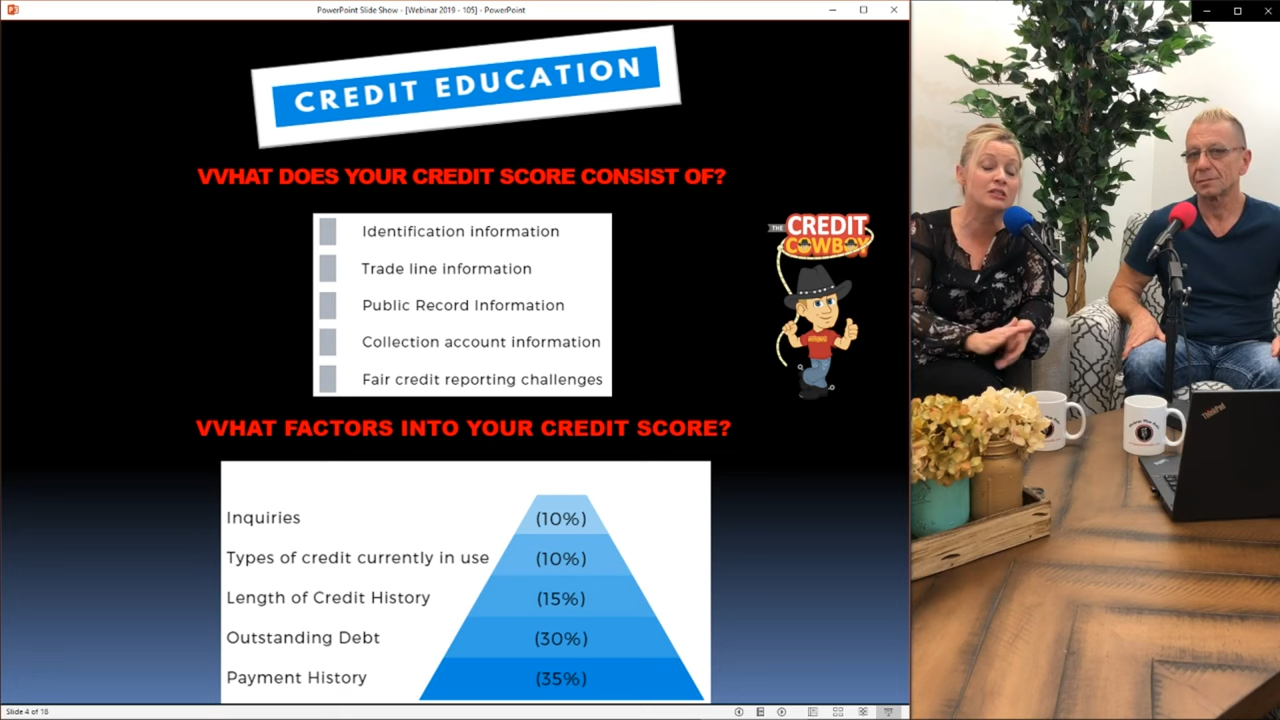 PowerPoint Slide Show - [Webinar 2019 - 105] - PowerPoint
CREDIT EDUCATION
VVHAT DOES YOUR CREDIT SCORE CONSIST OF?
Identification information
Trade line information
Public Record Information
Collection account information
Fair credit reporting challenges
THE CREDIT
COWBOY
VVHAT FACTORS INTO YOUR CREDIT SCORE?
Inquiries (10%)
Types of credit currently in use (10%)
Length of Credit History (15%)
Outstanding Debt (30%)
Payment History (35%)
Slide 4 of 18
ThinkPad